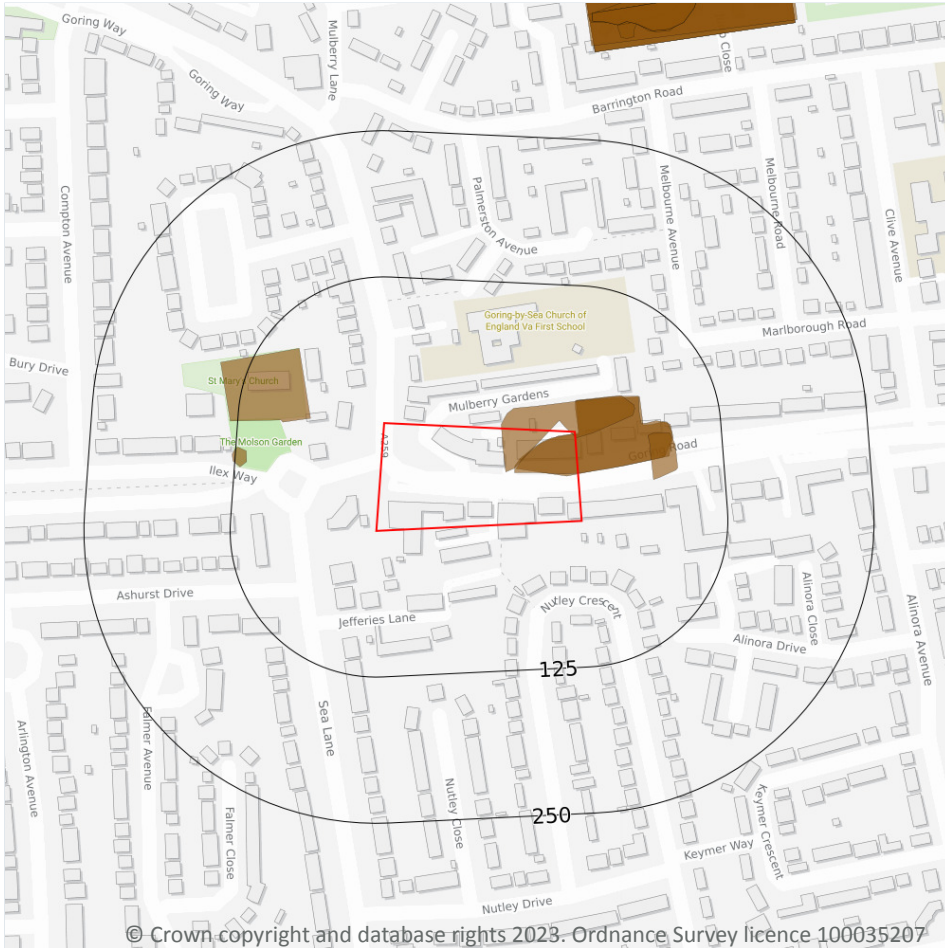 Goring Way
Mulberry Lane
Close
Goring Way
Barrington Road
Compton Avenue
Palmerston Avenue
Melbourne Avenue
Melbourne Road
Clive Avenue
Goring-by-Sea Church of
England Va First School
Marlborough Road
Bury Drive
St Mary's Church
Mulberry Gardens
The Molson Garden
A259
Road
Ilex Way
Ashurst Drive
Nutley Crescent
Jefferies Lane
Alinora Close
Alinora Avenue
Alinora Drive
125
Sea Lane
Falmer Avenue
Arlington Avenue
Nutley Close
Falmer Close
250
Keymer Crescent
Keymer Way
Nutley Drive
© Crown copyright and database rights 2023. Ordnance Survey licence 100035207